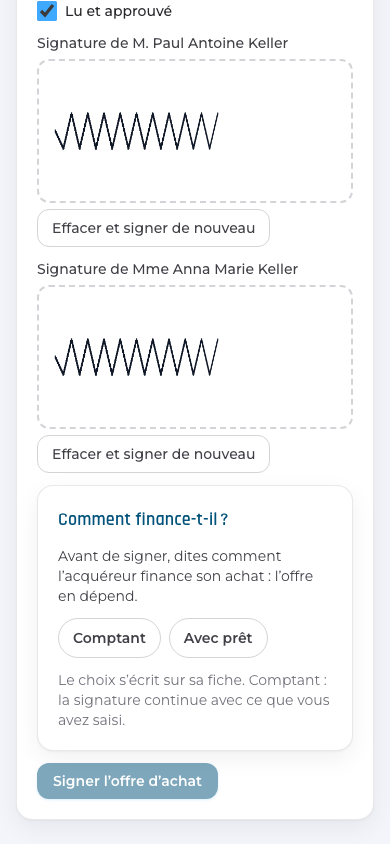 Lu et approuvé
Signature de M. Paul Antoine Keller
Effacer et signer de nouveau
Signature de Mme Anna Marie Keller
Effacer et signer de nouveau
Comment finance-t-il ?
Avant de signer, dites comment
l’acquéreur finance son achat : l’offre
en dépend.
Comptant
Avec prêt
Le choix s’écrit sur sa fiche. Comptant :
la signature continue avec ce que vous
avez saisi.
Signer l’offre d’achat